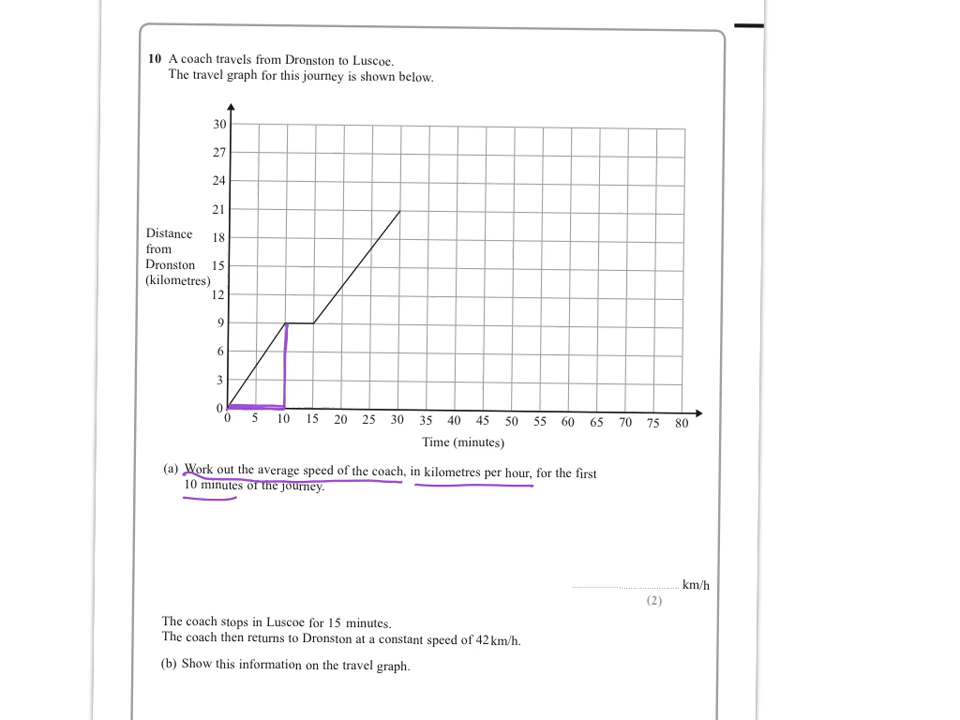 10 A coach travels from Dronston to Luscoe.
The travel graph for this journey is shown below.
30
27
24
21
18
15
12
9
6
3
0
Distance
from
Dronston
(kilometres)
0 5 10 15 20 25 30 35 40 45 50 55 60 65 70 75 80
Time (minutes)
(a) Work out the average speed of the coach, in kilometres per hour, for the first
10 minutes of the journey.
km/h
(2)
The coach stops in Luscoe for 15 minutes.
The coach then returns to Dronston at a constant speed of 42 km/h.
(b) Show this information on the travel graph.